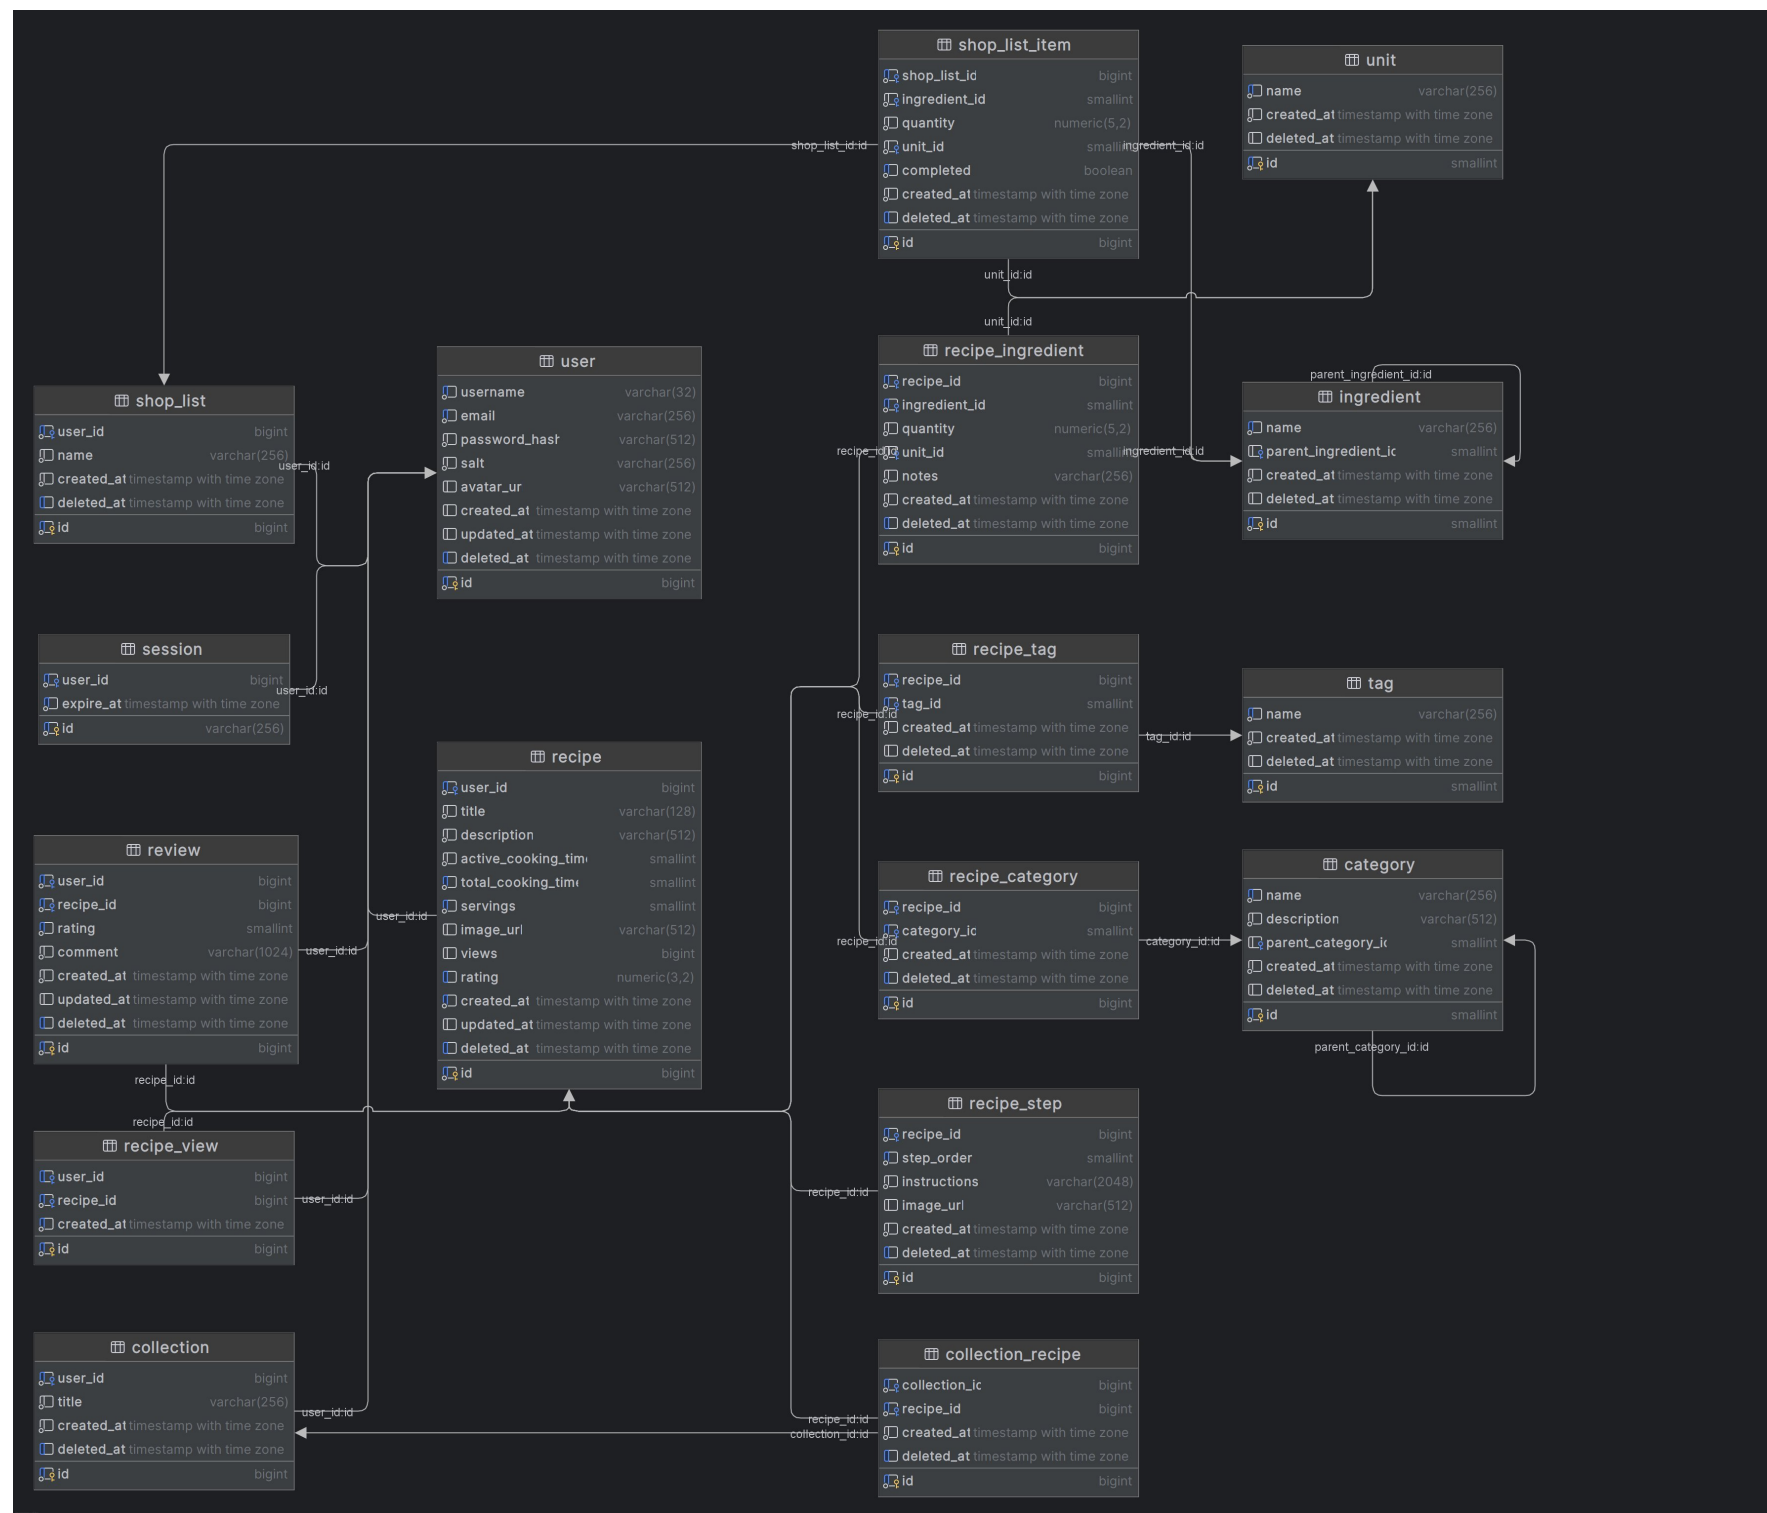 shop_list_item
shop_list_id bigint
ingredient_id smallint
quantity numeric(5,2)
unit_id
completed boolean
created_at timestamp with time zone
deleted_at timestamp with time zone
id bigint
unit
name varchar(256)
created_at timestamp with time zone
deleted_at timestamp with time zone
id smallint
shop_list_id:id
ingredient_id:id
unit_id:id
unit_id:id
shop_list
user_id bigint
name varchar(256)
created_at timestamp with time zone
deleted_at timestamp with time zone
id bigint
user_id:id
user
username varchar(32)
email varchar(256)
password_hash varchar(512)
salt varchar(256)
avatar_ur varchar(512)
created_at timestamp with time zone
updated_at timestamp with time zone
deleted_at timestamp with time zone
id bigint
recipe_ingredient
recipe_id bigint
ingredient_id smallint
quantity numeric(5,2)
unit_id
notes varchar(256)
created_at timestamp with time zone
deleted_at timestamp with time zone
id bigint
recipe_id:id
ingredient_id:id
parent_ingredient_id:id
ingredient
name varchar(256)
parent_ingredient_ic smallint
created_at timestamp with time zone
deleted_at timestamp with time zone
id smallint
session
user_id bigint
expire_at timestamp with time zone
id varchar(256)
user_id:id
recipe_tag
recipe_id bigint
tag_id smallint
created_at timestamp with time zone
deleted_at timestamp with time zone
id bigint
recipe_id:id
tag_id:id
tag
name varchar(256)
created_at timestamp with time zone
deleted_at timestamp with time zone
id smallint
recipe
user_id bigint
title varchar(128)
description varchar(512)
active_cooking_time smallint
total_cooking_time smallint
servings smallint
image_url varchar(512)
views bigint
rating numeric(3,2)
created_at timestamp with time zone
updated_at timestamp with time zone
deleted_at timestamp with time zone
id bigint
user_id:id
review
user_id bigint
recipe_id bigint
rating smallint
comment varchar(1024)
created_at timestamp with time zone
updated_at timestamp with time zone
deleted_at timestamp with time zone
id bigint
user_id:id
recipe_id:id
recipe_category
recipe_id bigint
category_ic smallint
created_at timestamp with time zone
deleted_at timestamp with time zone
id bigint
recipe_id:id
category_id:id
category
name varchar(256)
description varchar(512)
parent_category_ic smallint
created_at timestamp with time zone
deleted_at timestamp with time zone
id smallint
parent_category_id:id
recipe_id:id
recipe_view
user_id bigint
recipe_id bigint
created_at timestamp with time zone
id bigint
user_id:id
recipe_step
recipe_id bigint
step_order smallint
instructions varchar(2048)
image_url varchar(512)
created_at timestamp with time zone
deleted_at timestamp with time zone
id bigint
recipe_id:id
collection
user_id bigint
title varchar(256)
created_at timestamp with time zone
deleted_at timestamp with time zone
id bigint
user_id:id
collection_recipe
collection_ic bigint
recipe_id bigint
created_at timestamp with time zone
deleted_at timestamp with time zone
id bigint
recipe_id:id
collection_id:id